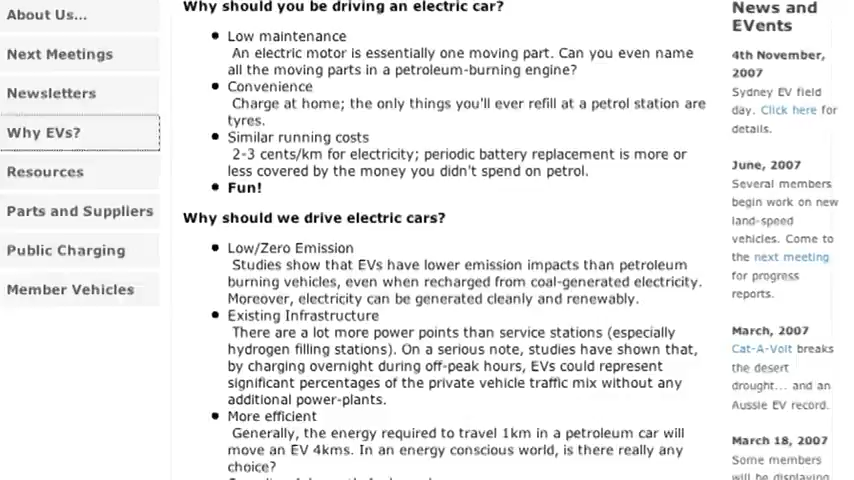 About Us...
Next Meetings
Newsletters
Why EVs?
Resources
Parts and Suppliers
Public Charging
Member Vehicles
Why should you be driving an electric car?
Low maintenance
An electric motor is essentially one moving part. Can you even name
all the moving parts in a petroleum-burning engine?
Convenience
Charge at home; the only things you'll ever refill at a petrol station are
tyres.
Similar running costs
2-3 cents/km for electricity; periodic battery replacement is more or
less covered by the money you didn't spend on petrol.
Fun!
Why should we drive electric cars?
Low/Zero Emission
Studies show that EVs have lower emission impacts than petroleum
burning vehicles, even when recharged from coal-generated electricity.
Moreover, electricity can be generated cleanly and renewably.
Existing Infrastructure
There are a lot more power points than service stations (especially
hydrogen filling stations). On a serious note, studies have shown that,
by charging overnight during off-peak hours, EVs could represent
significant percentages of the private vehicle traffic mix without any
additional power-plants.
More efficient
Generally, the energy required to travel 1km in a petroleum car will
move an EV 4kms. In an energy conscious world, is there really any
choice?
News and
EVents
4th November,
2007
Sydney EV field
day. Click here for
details.
June, 2007
Several members
begin work on new
land-speed
vehicles. Come to
the next meeting
for progress
reports.
March, 2007
Cat-A-Volt breaks
the desert
drought... and an
Aussie EV record.
March 18, 2007
Some members
will be displaying